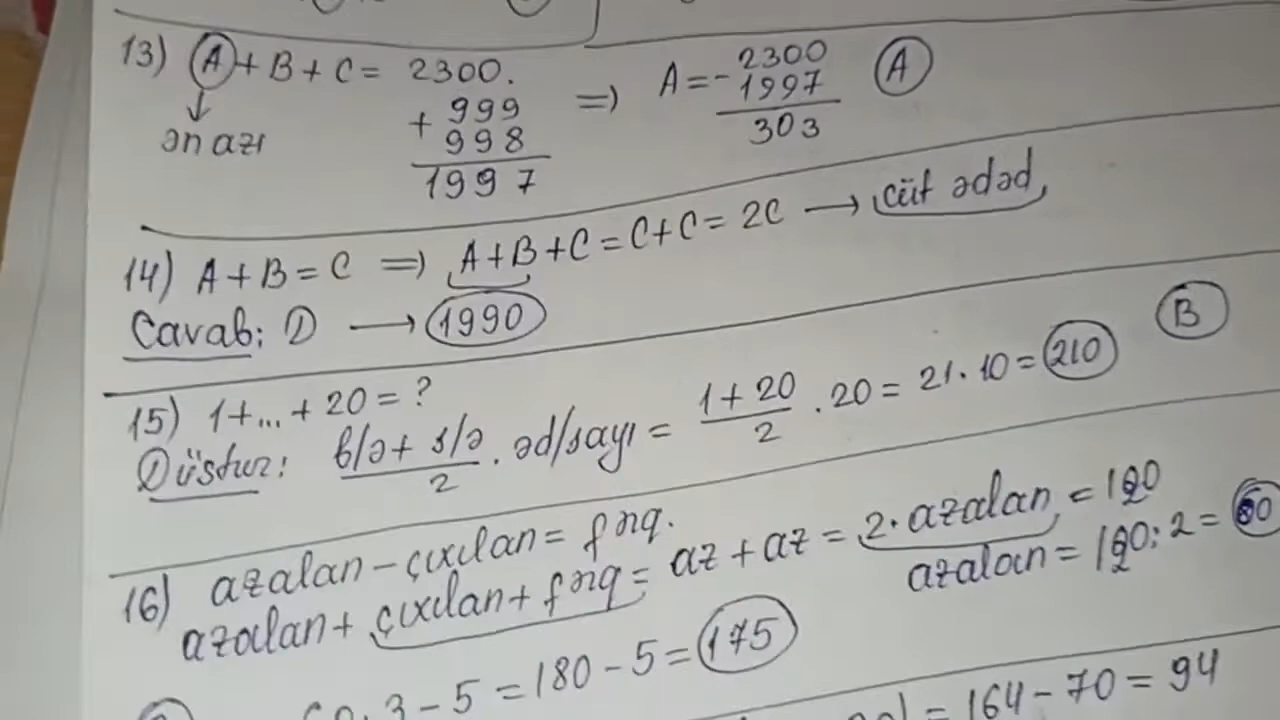 13) A + B + C = 2300. => A = - 2300 A
ən azı + 999 1997
998 303
1997
14) A + B = C => A + B + C = C + C = 2C → cüt ədəd,
Cavab: D → 1990
15) 1 + ... + 20 = ? B
Düstur: b/ə + s/ə / 2 . əd/sayı = 1 + 20 / 2 . 20 = 21 . 10 = 210
16) azalan - çıxılan = fərq.
azalan + çıxılan + fərq = az + az = 2 . azalan = 120
azalan = 120 : 2 = 60
3 - 5 = 180 - 5 = 175
= 164 - 70 = 94